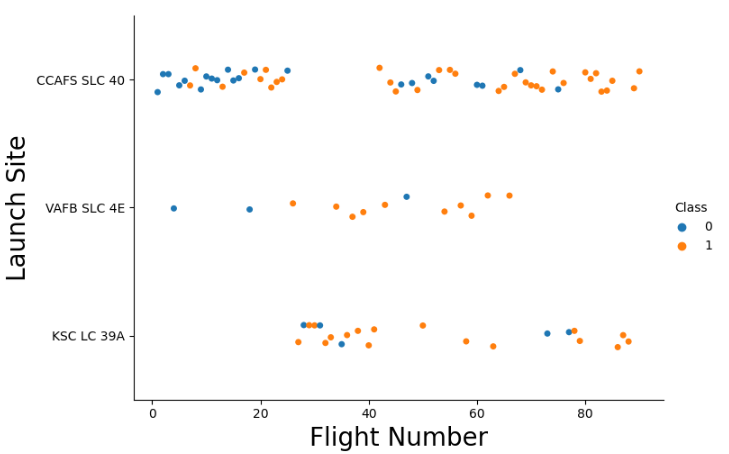 CCAFS SLC 40
VAFB SLC 4E
KSC LC 39A
Launch Site
0 20 40 60 80
Flight Number
Class
0
1